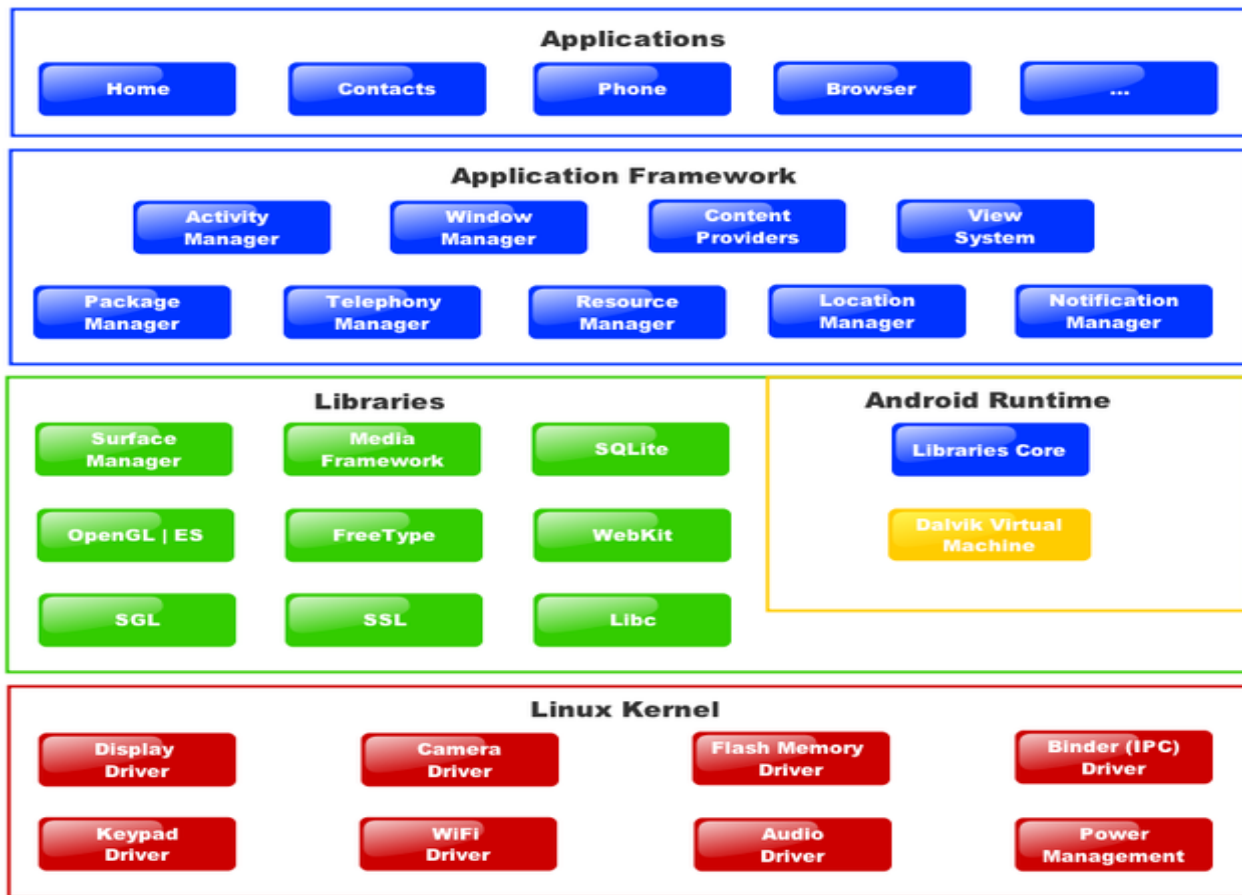 Applications
Home
Contacts
Phone
Browser
...
Application Framework
Activity
Manager
Window
Manager
Content
Providers
View
System
Package
Manager
Telephony
Manager
Resource
Manager
Location
Manager
Notification
Manager
Libraries
Surface
Manager
Media
Framework
SQLite
OpenGL | ES
FreeType
WebKit
SGL
SSL
Libc
Android Runtime
Libraries Core
Dalvik Virtual
Machine
Linux Kernel
Display
Driver
Camera
Driver
Flash Memory
Driver
Binder (IPC)
Driver
Keypad
Driver
WiFi
Driver
Audio
Driver
Power
Management